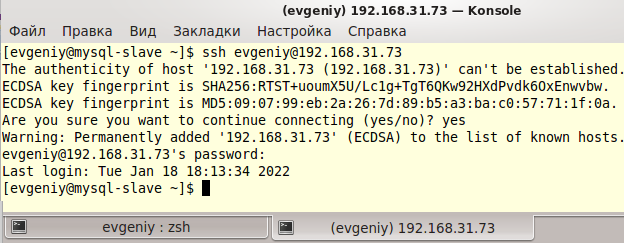 (evgeniy) 192.168.31.73 — Konsole
Файл Правка Вид Закладки Настройка Справка
[evgeniy@mysql-slave ~]$ ssh evgeniy@192.168.31.73
The authenticity of host '192.168.31.73 (192.168.31.73)' can't be established.
ECDSA key fingerprint is SHA256:RTST+uoumX5U/Lc1g+TgT6QKw92HXdPvdk6OxEnwvbw.
ECDSA key fingerprint is MD5:09:07:99:eb:2a:26:7d:89:b5:a3:ba:c0:57:71:1f:0a.
Are you sure you want to continue connecting (yes/no)? yes
Warning: Permanently added '192.168.31.73' (ECDSA) to the list of known hosts.
evgeniy@192.168.31.73's password:
Last login: Tue Jan 18 18:13:34 2022
[evgeniy@mysql-slave ~]$
evgeniy : zsh (evgeniy) 192.168.31.73